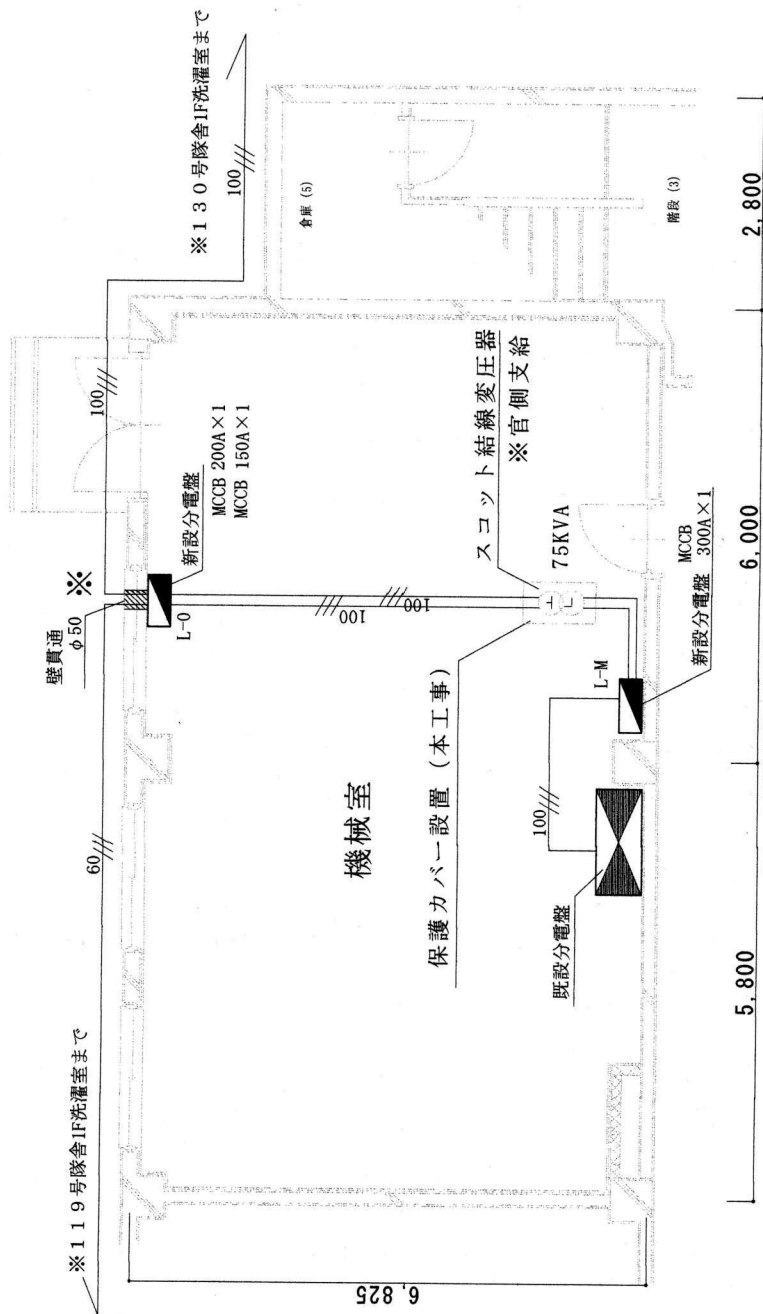 ※119号隊舎1F洗濯室まで
60
壁貫通
φ50
※
L-O
新設分電盤
MCCB 200A×1
MCCB 150A×1
100
※130号隊舎1F洗濯室まで
100
倉庫 (5)
階段 (3)
機械室
100
100
スコット結線変圧器
※官側支給
75KVA
保護カバー設置 (本工事)
L-M
MCCB
300A×1
新設分電盤
100
既設分電盤
6,825
5,800
6,000
2,800